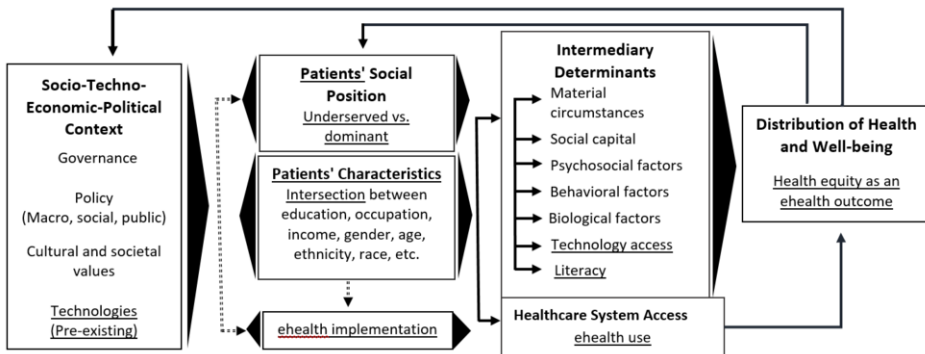 Socio-Techno-
Economic-Political
Context
Governance
Policy
(Macro, social, public)
Cultural and societal
values
Technologies
(Pre-existing)
Patients' Social
Position
Underserved vs.
dominant
Patients' Characteristics
Intersection between
education, occupation,
income, gender, age,
ethnicity, race, etc.
ehealth implementation
Intermediary
Determinants
Material
circumstances
Social capital
Psychosocial factors
Behavioral factors
Biological factors
Technology access
Literacy
Healthcare System Access
ehealth use
Distribution of Health
and Well-being
Health equity as an
ehealth outcome